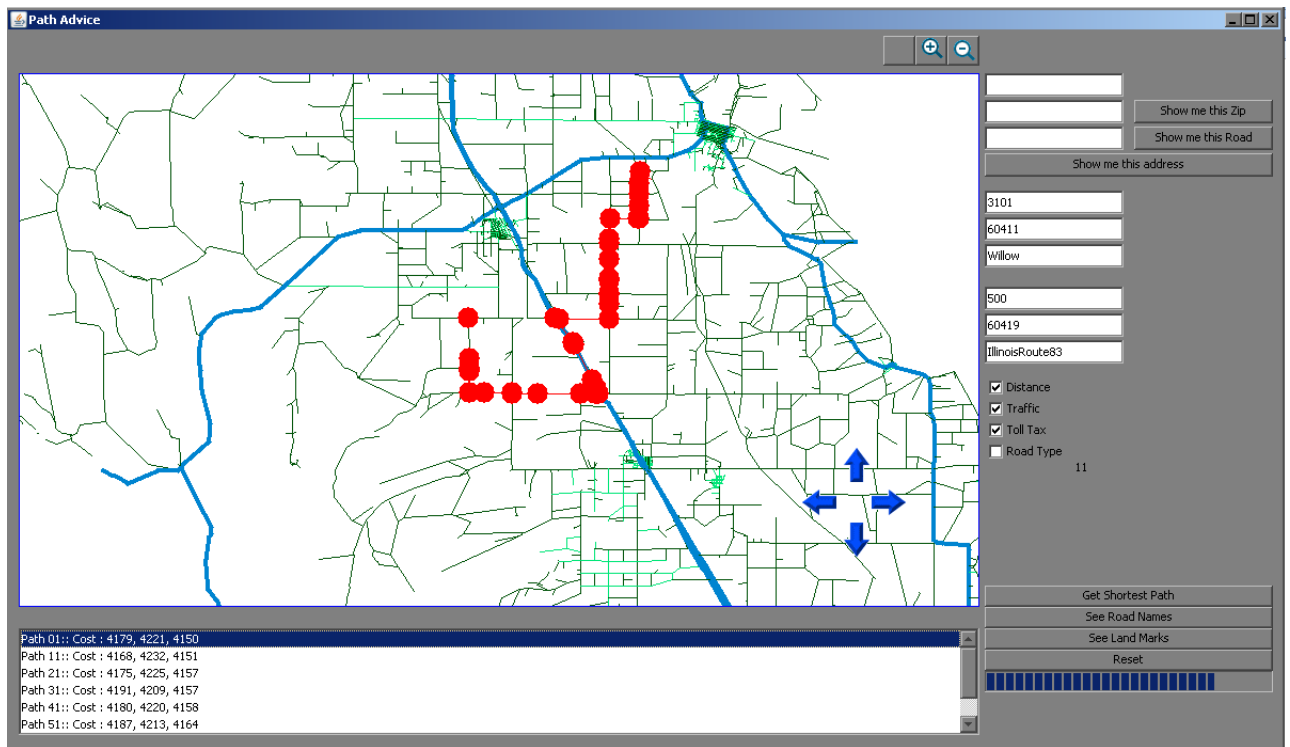 Path Advice
Show me this Zip
Show me this Road
Show me this address
3101
60411
Willow
500
60419
IllinoisRoute83
Distance
Traffic
Toll Tax
Road Type
11
Get Shortest Path
See Road Names
See Land Marks
Reset
Path 01:: Cost : 4179, 4221, 4150
Path 11:: Cost : 4168, 4232, 4151
Path 21:: Cost : 4175, 4225, 4157
Path 31:: Cost : 4191, 4209, 4157
Path 41:: Cost : 4180, 4220, 4158
Path 51:: Cost : 4187, 4213, 4164